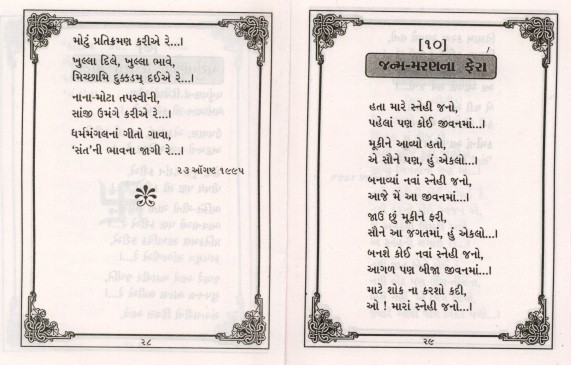 મોટું પ્રતિક્રમણ કરીએ રે...!
ખુલ્લા દિલે, ખુલ્લા ભાવે,
મિચ્છામિ દુક્કડમ્ દઈએ રે...!
નાના-મોટા તપસ્વીની,
સાંજી ઉમંગે કરીએ રે...!
ધર્મમંગલનાં ગીતો ગાવા,
‘સંત’ની ભાવના જાગી રે...!
૨૩ ઑગષ્ટ ૧૯૯૫
૨૮
[૧૦]
જન્મ-મરણના ફેરા
હતા મારે સ્નેહી જનો,
પહેલાં પણ કોઈ જીવનમાં...!
મૂકીને આવ્યો હતો,
એ સૌને પણ, હું એકલો...!
બનાવ્યાં નવાં સ્નેહી જનો,
આજે મેં આ જીવનમાં...!
જાઉં છું મૂકીને ફરી,
સૌને આ જગતમાં, હું એકલો...!
બનશે કોઈ નવાં સ્નેહી જનો,
આગળ પણ બીજા જીવનમાં...!
માટે શોક ના કરશો કદી,
ઓ ! મારાં સ્નેહી જનો...!
૨૯